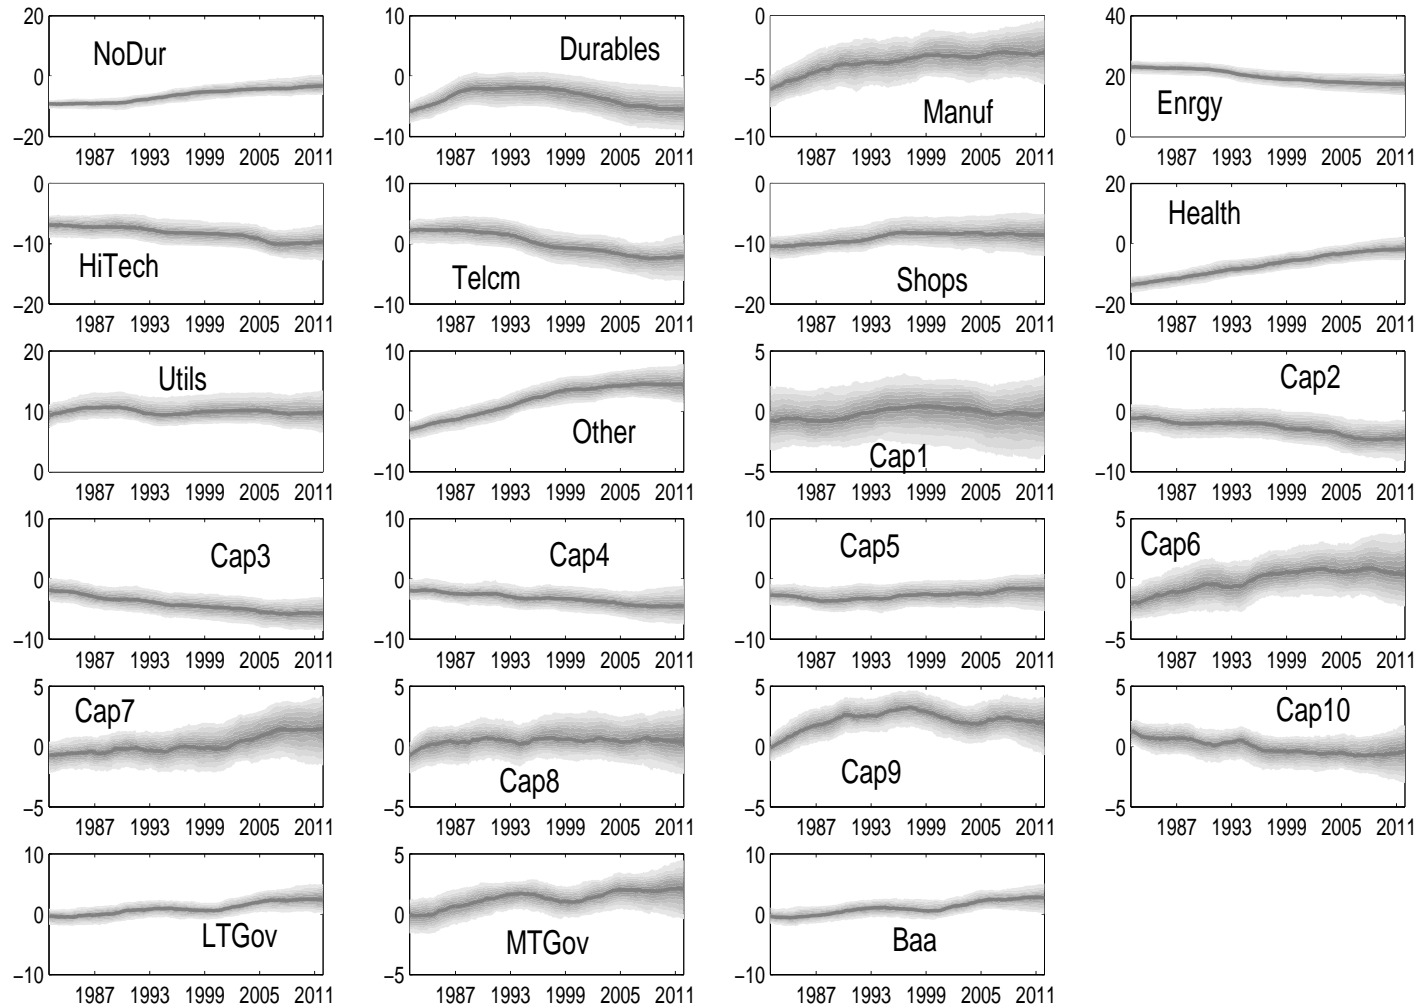 20
10
0
40
NoDur
Durables
Manuf
Enrgy
0
0
−5
20
−20
−10
−10
0
1987 1993 1999 2005 2011
1987 1993 1999 2005 2011
1987 1993 1999 2005 2011
1987 1993 1999 2005 2011
0
10
0
20
HiTech
Telcm
Shops
Health
−10
0
−10
0
−20
−10
−20
−20
1987 1993 1999 2005 2011
1987 1993 1999 2005 2011
1987 1993 1999 2005 2011
1987 1993 1999 2005 2011
20
10
5
10
Utils
Other
Cap1
Cap2
10
0
0
0
0
−10
−5
−10
1987 1993 1999 2005 2011
1987 1993 1999 2005 2011
1987 1993 1999 2005 2011
1987 1993 1999 2005 2011
10
10
10
5
Cap3
Cap4
Cap5
Cap6
0
0
0
0
−10
−10
−10
−5
1987 1993 1999 2005 2011
1987 1993 1999 2005 2011
1987 1993 1999 2005 2011
1987 1993 1999 2005 2011
5
5
5
5
Cap7
Cap8
Cap9
Cap10
0
0
0
0
−5
−5
−5
−5
1987 1993 1999 2005 2011
1987 1993 1999 2005 2011
1987 1993 1999 2005 2011
1987 1993 1999 2005 2011
10
5
10
LTGov
MTGov
Baa
0
0
0
−10
−5
−10
1987 1993 1999 2005 2011
1987 1993 1999 2005 2011
1987 1993 1999 2005 2011